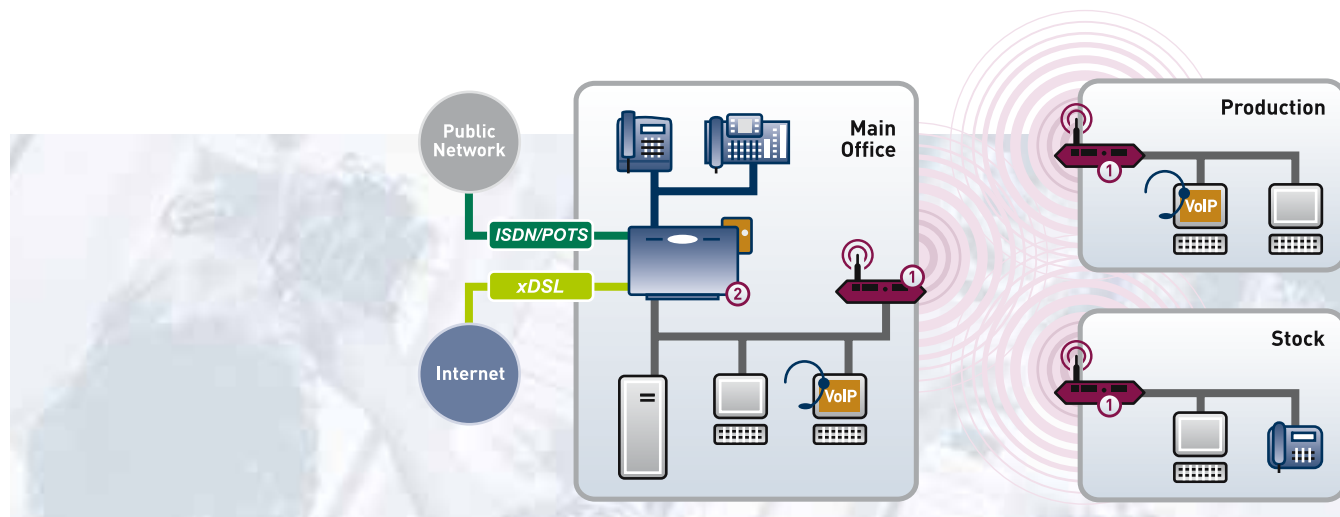 Public
Network
ISDN/POTS
xDSL
Internet
Main
Office
2
1
VoIP
Production
1
VoIP
Stock
1